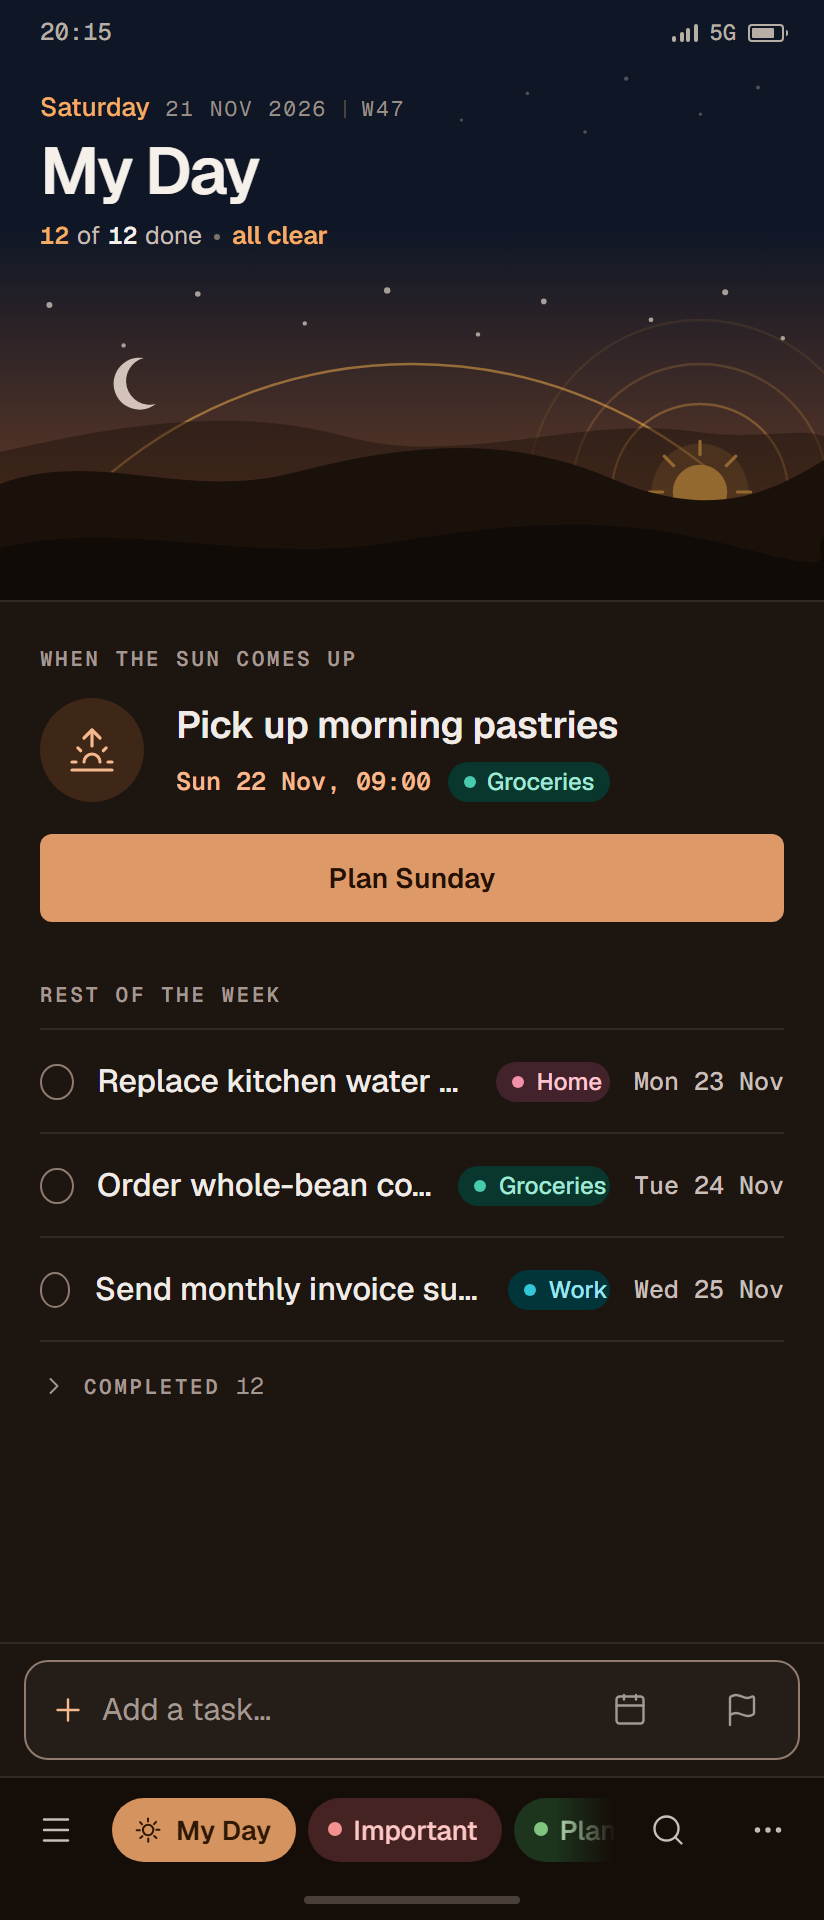 20:15 5G
Saturday 21 NOV 2026 | W47
My Day
12 of 12 done • all clear
WHEN THE SUN COMES UP
Pick up morning pastries
Sun 22 Nov, 09:00 Groceries
Plan Sunday
REST OF THE WEEK
Replace kitchen water ... Home Mon 23 Nov
Order whole-bean co... Groceries Tue 24 Nov
Send monthly invoice su... Work Wed 25 Nov
COMPLETED 12
Add a task...
My Day Important Plan